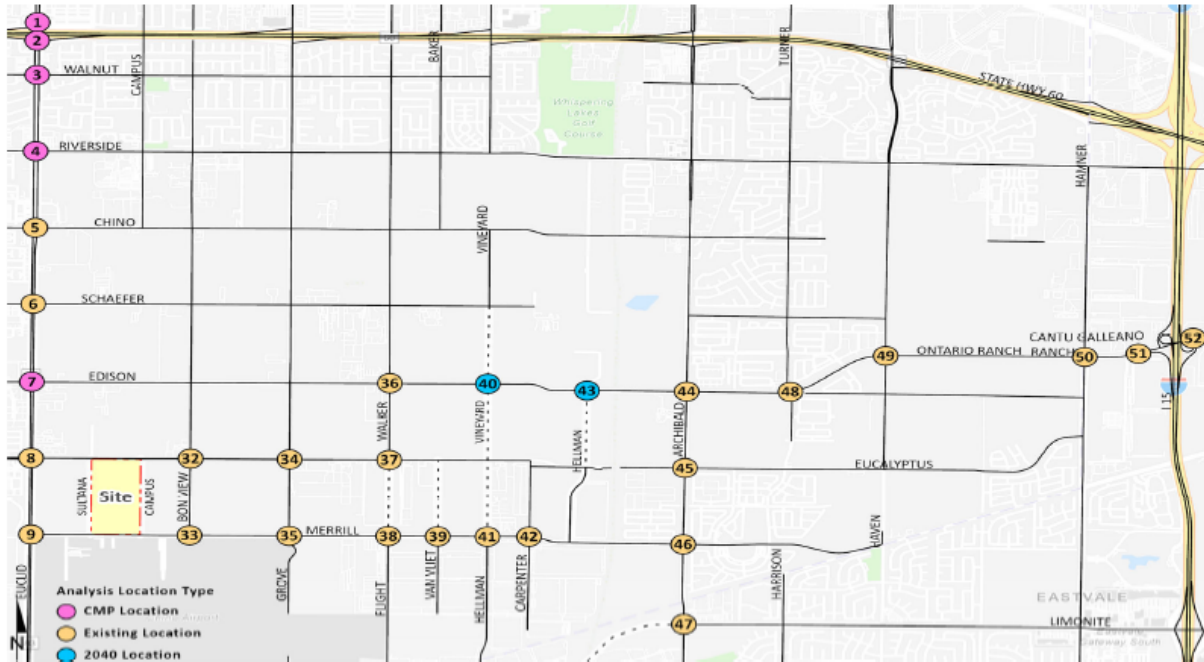 1
2
3
WALNUT
CAMPUS
BAKER
TURNER
STATE HWY 60
Whispering
Lakes
Golf
Course
4
RIVERSIDE
HAMNER
5
CHINO
VINEYARD
6
SCHAEFER
CANTU GALLEANO
RANCH
ONTARIO RANCH
49
50
51
52
7
EDISON
36
40
43
44
48
I 15
WALKER
VINEYARD
HELLMAN
ARCHIBALD
8
32
34
37
45
EUCALYPTUS
SULTANA
Site
CAMPUS
BON VIEW
9
33
35
MERRILL
38
39
41
42
46
HAVEN
EUCLID
GROVE
FLIGHT
VAN VLIET
HELLMAN
CARPENTER
HARRISON
47
EASTVALE
LIMONITE
Eastvale
Gateway South
Analysis Location Type
CMP Location
Existing Location
2040 Location
N